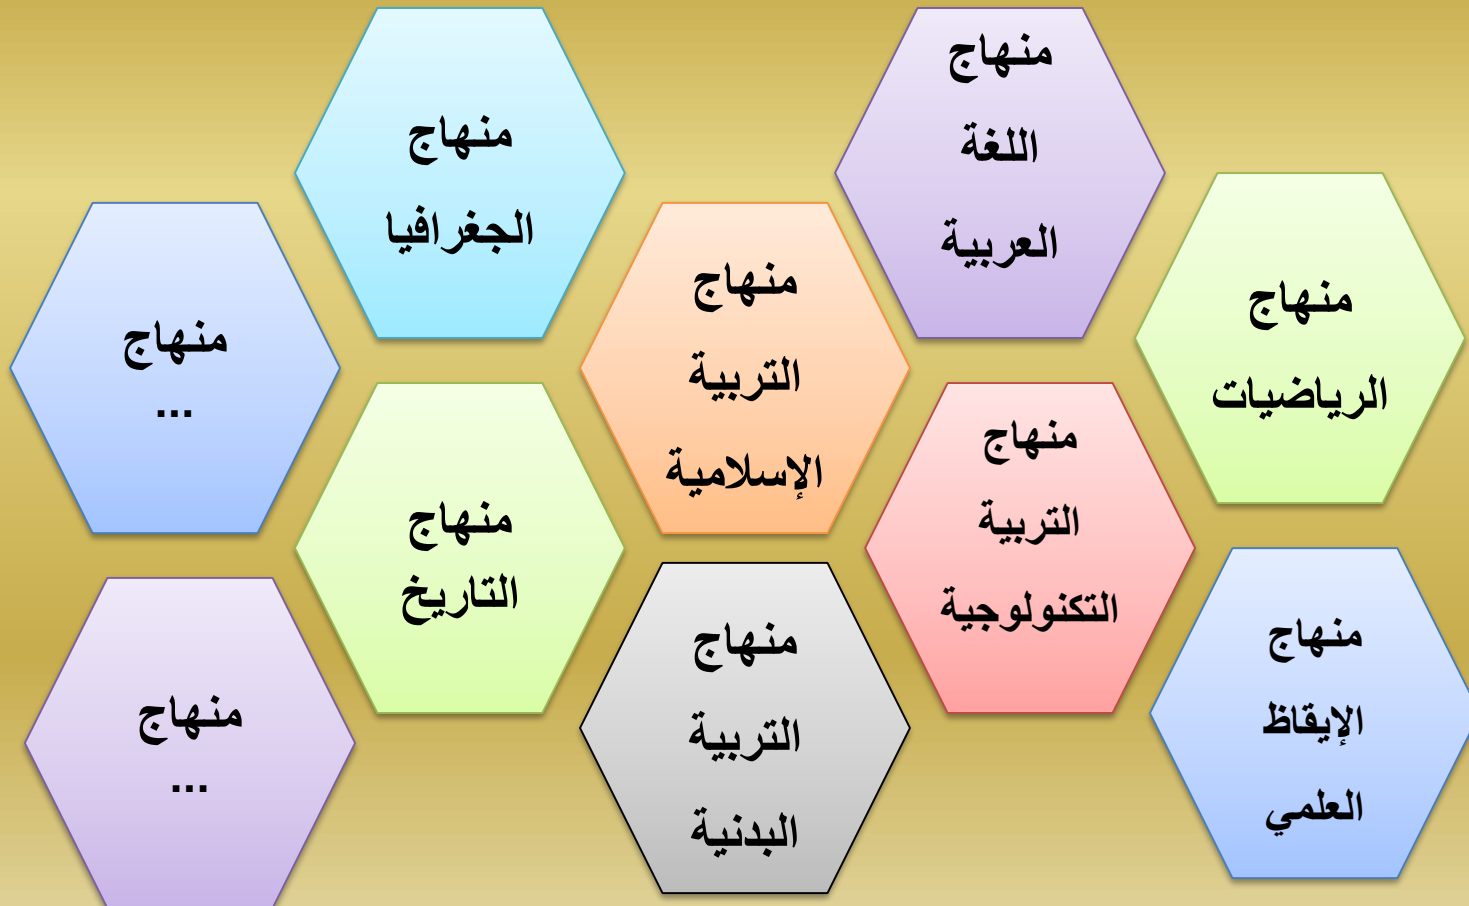 منهاج
اللغة
العربية
منهاج
الجغرافيا
منهاج
الرياضيات
منهاج
التربية
الإسلامية
منهاج
...
منهاج
التربية
التكنولوجية
منهاج
التاريخ
منهاج
الإيقاظ
العلمي
منهاج
التربية
البدنية
منهاج
...